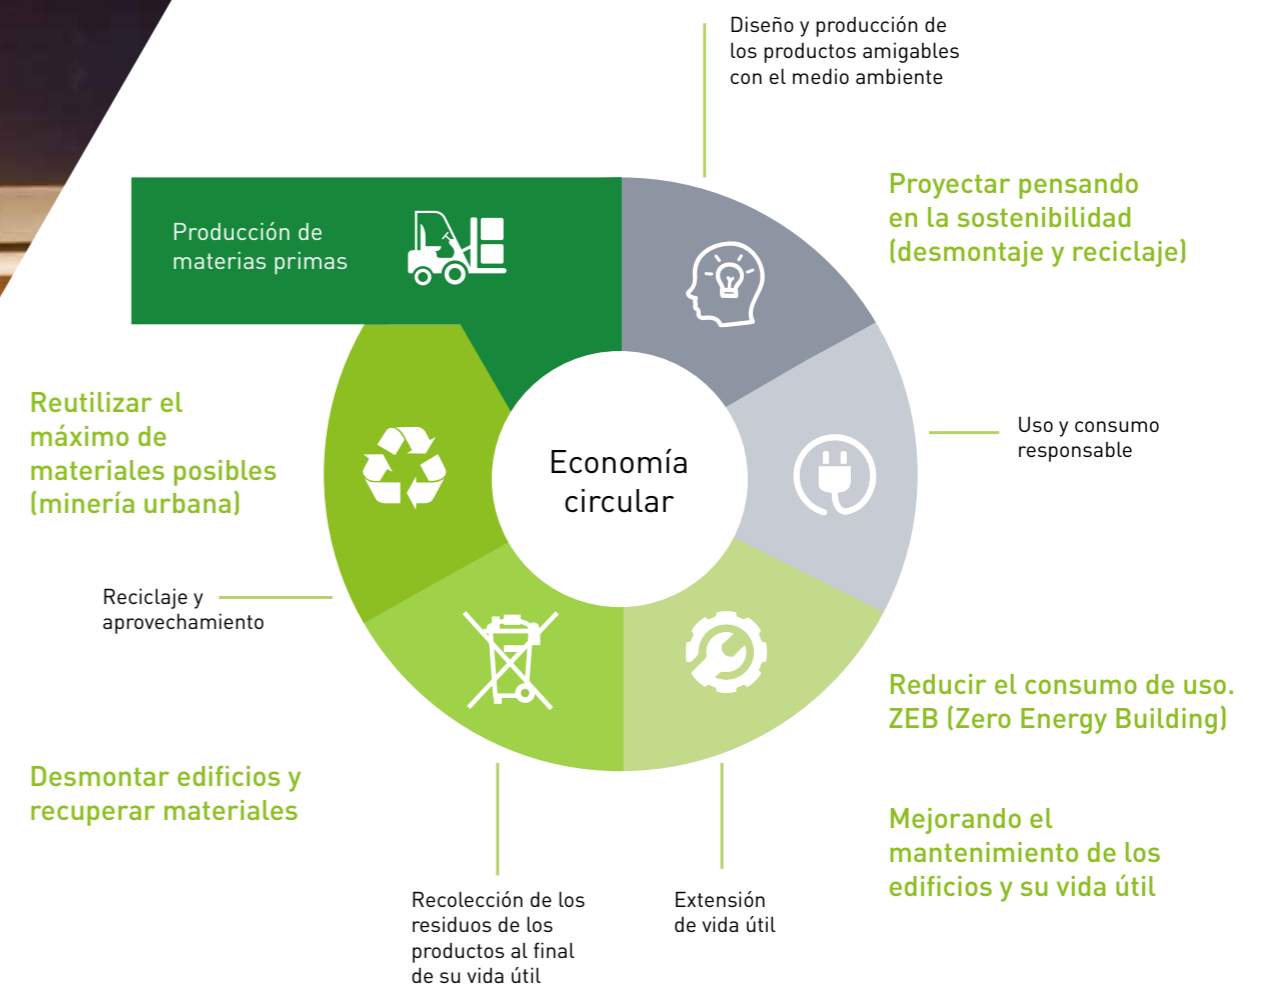 Diseño y producción de
los productos amigables
con el medio ambiente
Proyectar pensando
en la sostenibilidad
(desmontaje y reciclaje)
Producción de
materias primas
Reutilizar el
máximo de
materiales posibles
(minería urbana)
Uso y consumo
responsable
Economía
circular
Reciclaje y
aprovechamiento
Reducir el consumo de uso.
ZEB (Zero Energy Building)
Desmontar edificios y
recuperar materiales
Mejorando el
mantenimiento de los
edificios y su vida útil
Recolección de los
residuos de los
productos al final
de su vida útil
Extensión
de vida útil